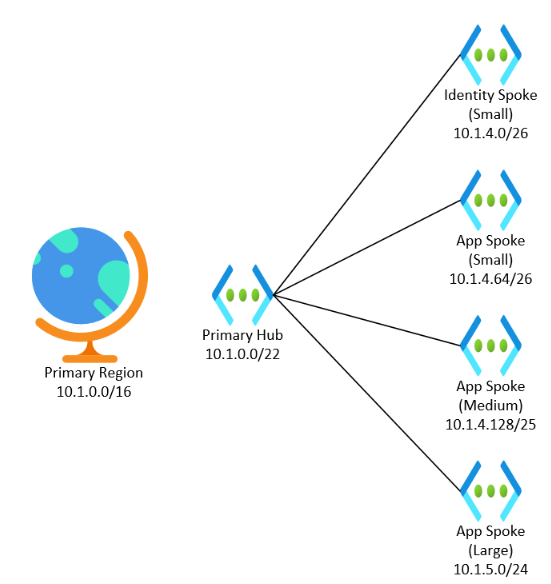 Identity Spoke
(Small)
10.1.4.0/26
App Spoke
(Small)
10.1.4.64/26
Primary Hub
10.1.0.0/22
App Spoke
(Medium)
10.1.4.128/25
Primary Region
10.1.0.0/16
App Spoke
(Large)
10.1.5.0/24